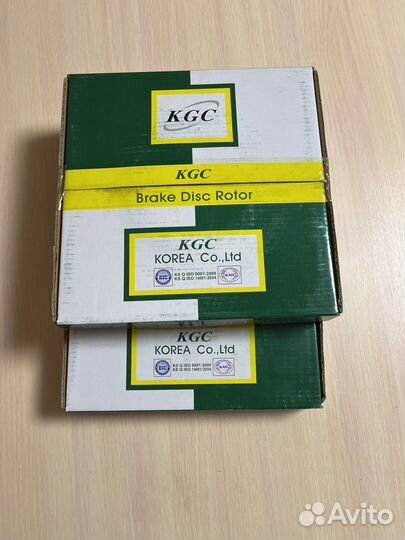 KGC
KGC
Brake Disc Rotor
KGC
KOREA Co.,Ltd
KS Q ISO 9001:2009
KS Q ISO 14001:2004
KGC
KOREA Co.,Ltd
KS Q ISO 9001:2009
KS Q ISO 14001:2004
Avito